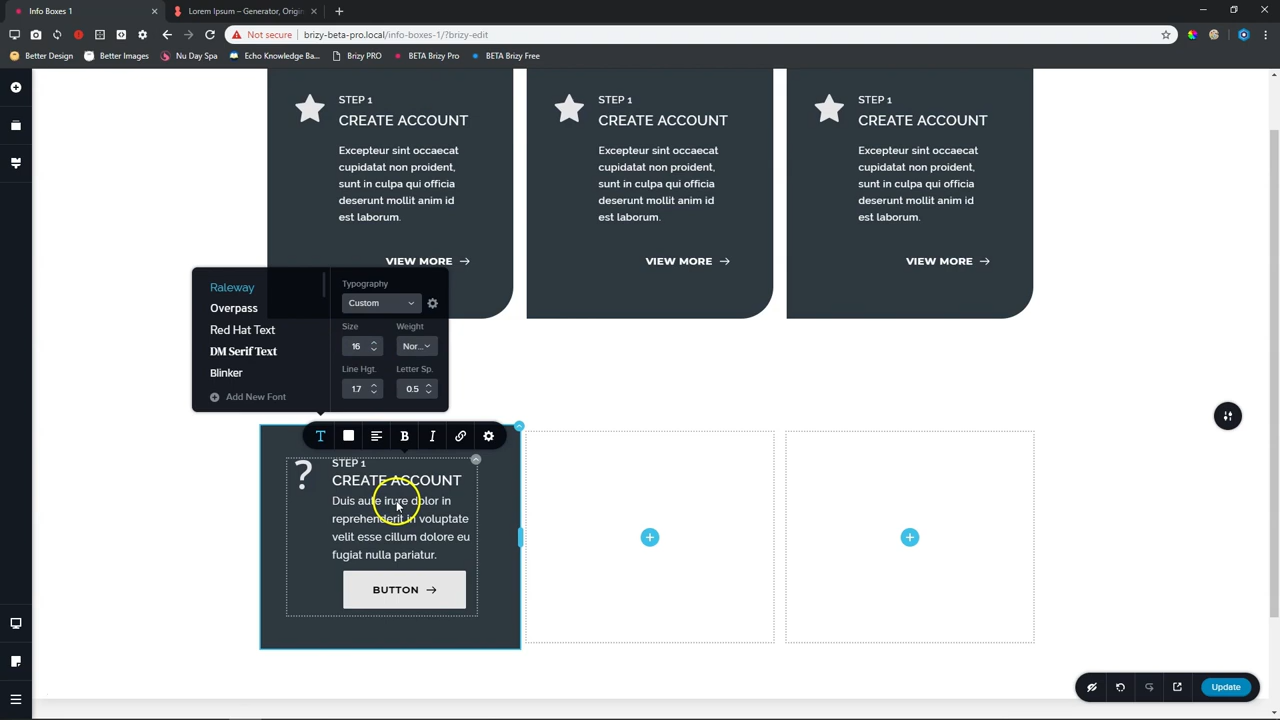 Info Boxes 1
Lorem Ipsum – Generator, Origin
Not secure
brizy-beta-pro.local/info-boxes-1/?brizy-edit
Better Design
Better Images
Nu Day Spa
Echo Knowledge Ba...
Brizy PRO
BETA Brizy Pro
BETA Brizy Free
STEP 1
CREATE ACCOUNT
Excepteur sint occaecat
cupidatat non proident,
sunt in culpa qui officia
deserunt mollit anim id
est laborum.
VIEW MORE
STEP 1
CREATE ACCOUNT
Excepteur sint occaecat
cupidatat non proident,
sunt in culpa qui officia
deserunt mollit anim id
est laborum.
VIEW MORE
STEP 1
CREATE ACCOUNT
Excepteur sint occaecat
cupidatat non proident,
sunt in culpa qui officia
deserunt mollit anim id
est laborum.
VIEW MORE
Raleway
Overpass
Red Hat Text
DM Serif Text
Blinker
Add New Font
Typography
Custom
Size
Weight
16
Nor...
Line Hgt.
Letter Sp.
1.7
0.5
T
B
I
?
STEP 1
CREATE ACCOUNT
Duis aute irure dolor in
reprehenderit in voluptate
velit esse cillum dolore eu
fugiat nulla pariatur.
BUTTON
Update